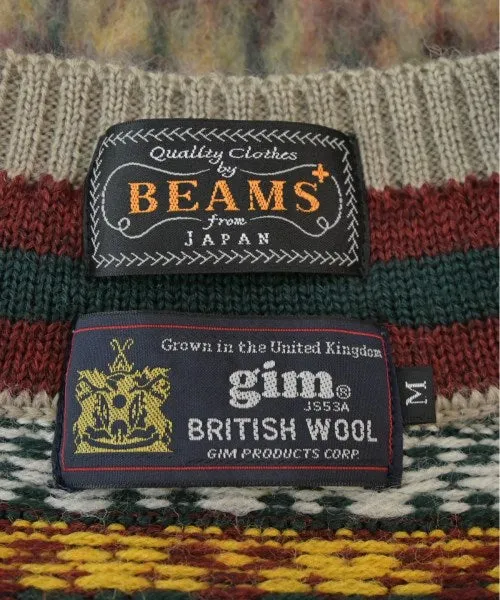 Quality Clothes
by
BEAMS+
from
JAPAN
Grown in the United Kingdom
gim®
JS53A
BRITISH WOOL
GIM PRODUCTS CORP.
M